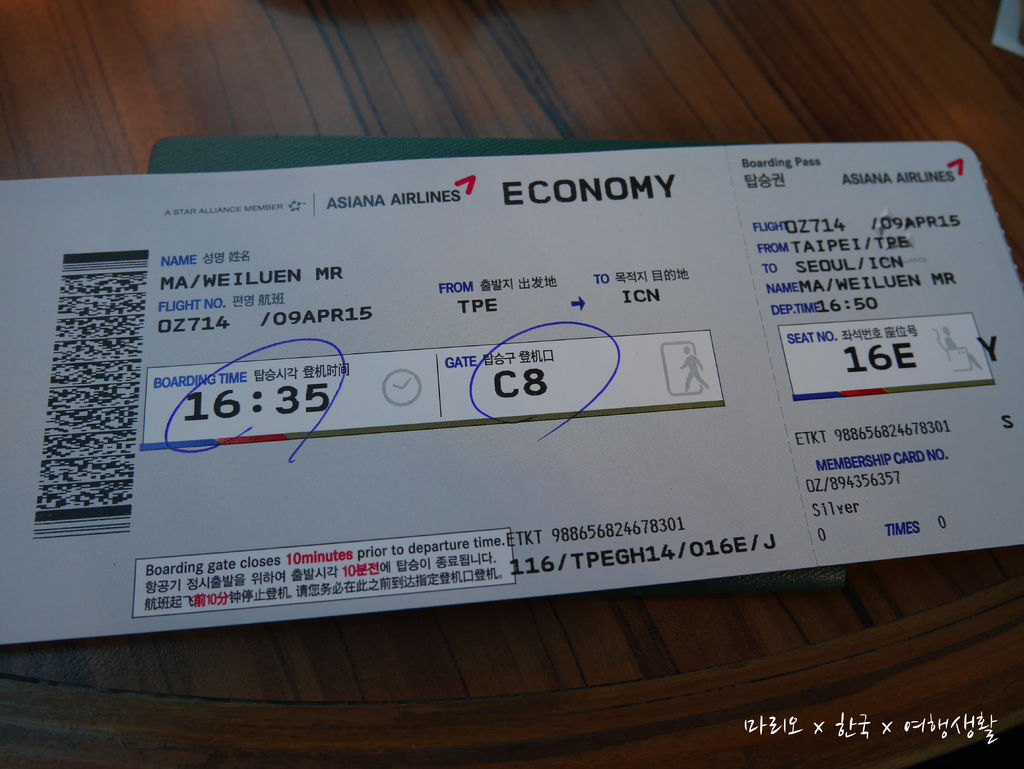 A STAR ALLIANCE MEMBER
ASIANA AIRLINES
ECONOMY
NAME 성명 姓名
MA/WEILUEN MR
FLIGHT NO. 편명 航班
OZ714 /09APR15
FROM 출발지 出发地
TPE
TO 목적지 目的地
ICN
BOARDING TIME 탑승시각 登机时间
16:35
GATE 탑승구 登机口
C8
Boarding gate closes 10minutes prior to departure time.
항공기 정시출발을 위하여 출발시각 10분전에 탑승이 종료됩니다.
航班起飞前10分钟停止登机, 请您务必在此之前到达指定登机口登机。
ETKT 988656824678301
116/TPEGH14/016E/J
Boarding Pass
탑승권
ASIANA AIRLINES
FLIGHT OZ714 /09APR15
FROM TAIPEI/TPE
TO SEOUL/ICN
NAME MA/WEILUEN MR
DEP.TIME 16:50
SEAT NO. 좌석번호 座位号
16E
Y
ETKT 988656824678301
S
MEMBERSHIP CARD NO.
OZ/894356357
Silver
0 TIMES 0
마리오 x 한국 x 여행생활